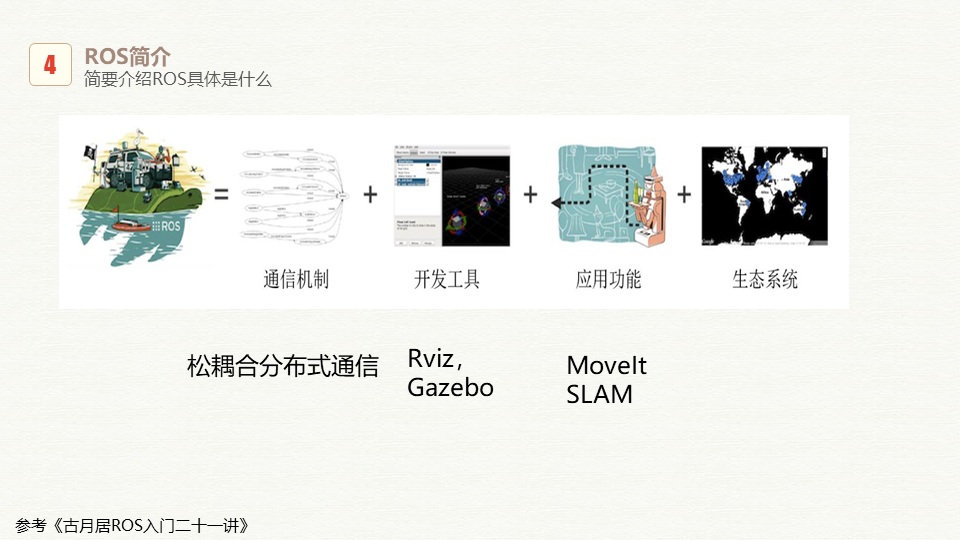 4
ROS简介
简要介绍ROS具体是什么
ROS
= + + +
通信机制
开发工具
应用功能
生态系统
松耦合分布式通信
Rviz，
Gazebo
MoveIt
SLAM
参考《古月居ROS入门二十一讲》